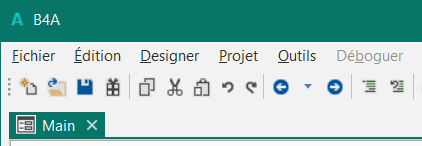 B4A
Fichier Édition Designer Projet Outils Déboguer
Main